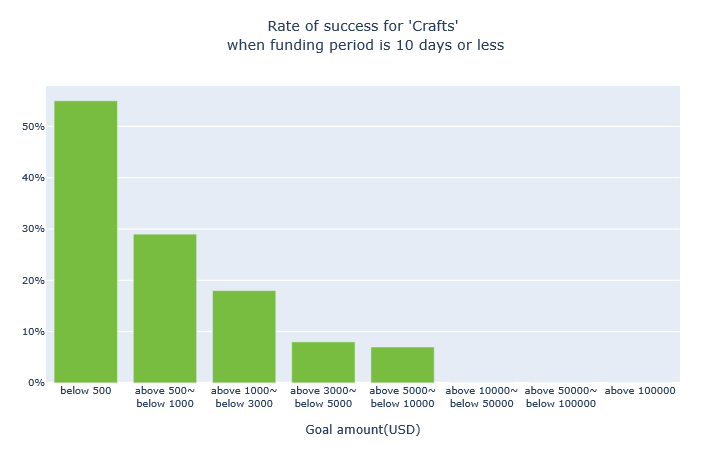 Rate of success for 'Crafts'
when funding period is 10 days or less
50%
40%
30%
20%
10%
0%
below 500
above 500~
below 1000
above 1000~
below 3000
above 3000~
below 5000
above 5000~
below 10000
above 10000~
below 50000
above 50000~
below 100000
above 100000
Goal amount(USD)